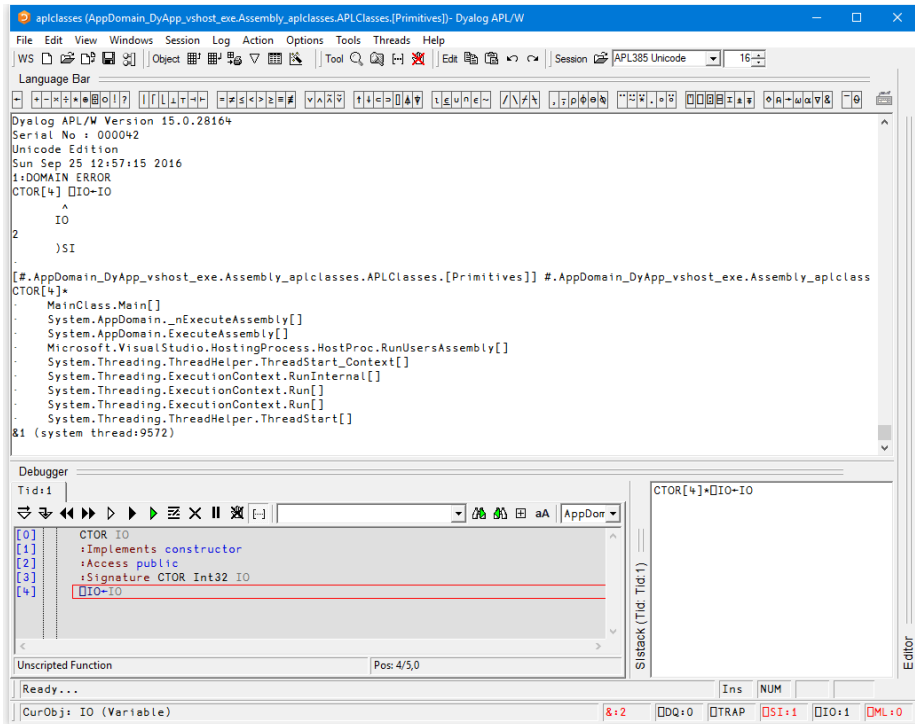 aplclasses (AppDomain_DyApp_vshost_exe.Assembly_aplclasses.APLClasses.[Primitives])- Dyalog APL/W
File Edit View Windows Session Log Action Options Tools Threads Help
WS Object Tool Edit Session APL385 Unicode 16
Language Bar
Dyalog APL/W Version 15.0.28164
Serial No : 000042
Unicode Edition
Sun Sep 25 12:57:15 2016
1:DOMAIN ERROR
CTOR[4] ⎕IO←IO
^
IO
2
)SI
·
[#.AppDomain_DyApp_vshost_exe.Assembly_aplclasses.APLClasses.[Primitives]] #.AppDomain_DyApp_vshost_exe.Assembly_aplclass
CTOR[4]*
· MainClass.Main[]
· System.AppDomain._nExecuteAssembly[]
· System.AppDomain.ExecuteAssembly[]
· Microsoft.VisualStudio.HostingProcess.HostProc.RunUsersAssembly[]
· System.Threading.ThreadHelper.ThreadStart_Context[]
· System.Threading.ExecutionContext.RunInternal[]
· System.Threading.ExecutionContext.Run[]
· System.Threading.ExecutionContext.Run[]
· System.Threading.ThreadHelper.ThreadStart[]
&1 (system thread:9572)
Debugger
Tid:1
aA AppDom
[0] CTOR IO
[1] :Implements constructor
[2] :Access public
[3] :Signature CTOR Int32 IO
[4] ⎕IO←IO
Unscripted Function Pos: 4/5,0
SIstack (Tid: Tid:1)
CTOR[4]*⎕IO←IO
Editor
Ready... Ins NUM
CurObj: IO (Variable) &:2 ⎕DQ:0 ⎕TRAP ⎕SI:1 ⎕IO:1 ⎕ML:0